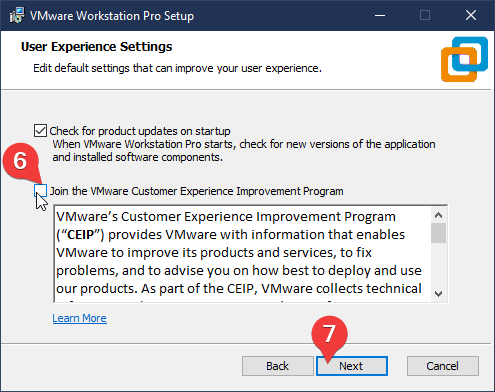 VMware Workstation Pro Setup
User Experience Settings
Edit default settings that can improve your user experience.
Check for product updates on startup
When VMware Workstation Pro starts, check for new versions of the application
and installed software components.
6
Join the VMware Customer Experience Improvement Program
VMware's Customer Experience Improvement Program
("CEIP") provides VMware with information that enables
VMware to improve its products and services, to fix
problems, and to advise you on how best to deploy and use
our products. As part of the CEIP, VMware collects technical
Learn More
7
Back
Next
Cancel